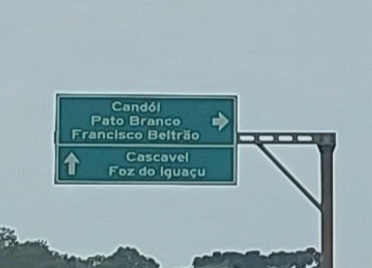 Candói
Pato Branco
Francisco Beltrão
Cascavel
Foz do Iguaçu